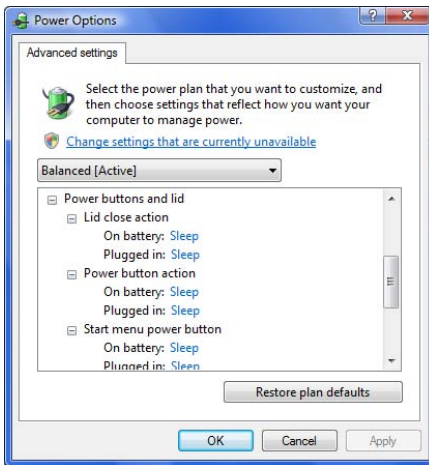 Power Options
Advanced settings
Select the power plan that you want to customize, and
then choose settings that reflect how you want your
computer to manage power.
Change settings that are currently unavailable
Balanced [Active]
Power buttons and lid
Lid close action
On battery: Sleep
Plugged in: Sleep
Power button action
On battery: Sleep
Plugged in: Sleep
Start menu power button
On battery: Sleep
Plugged in: Sleep
Restore plan defaults
OK Cancel Apply